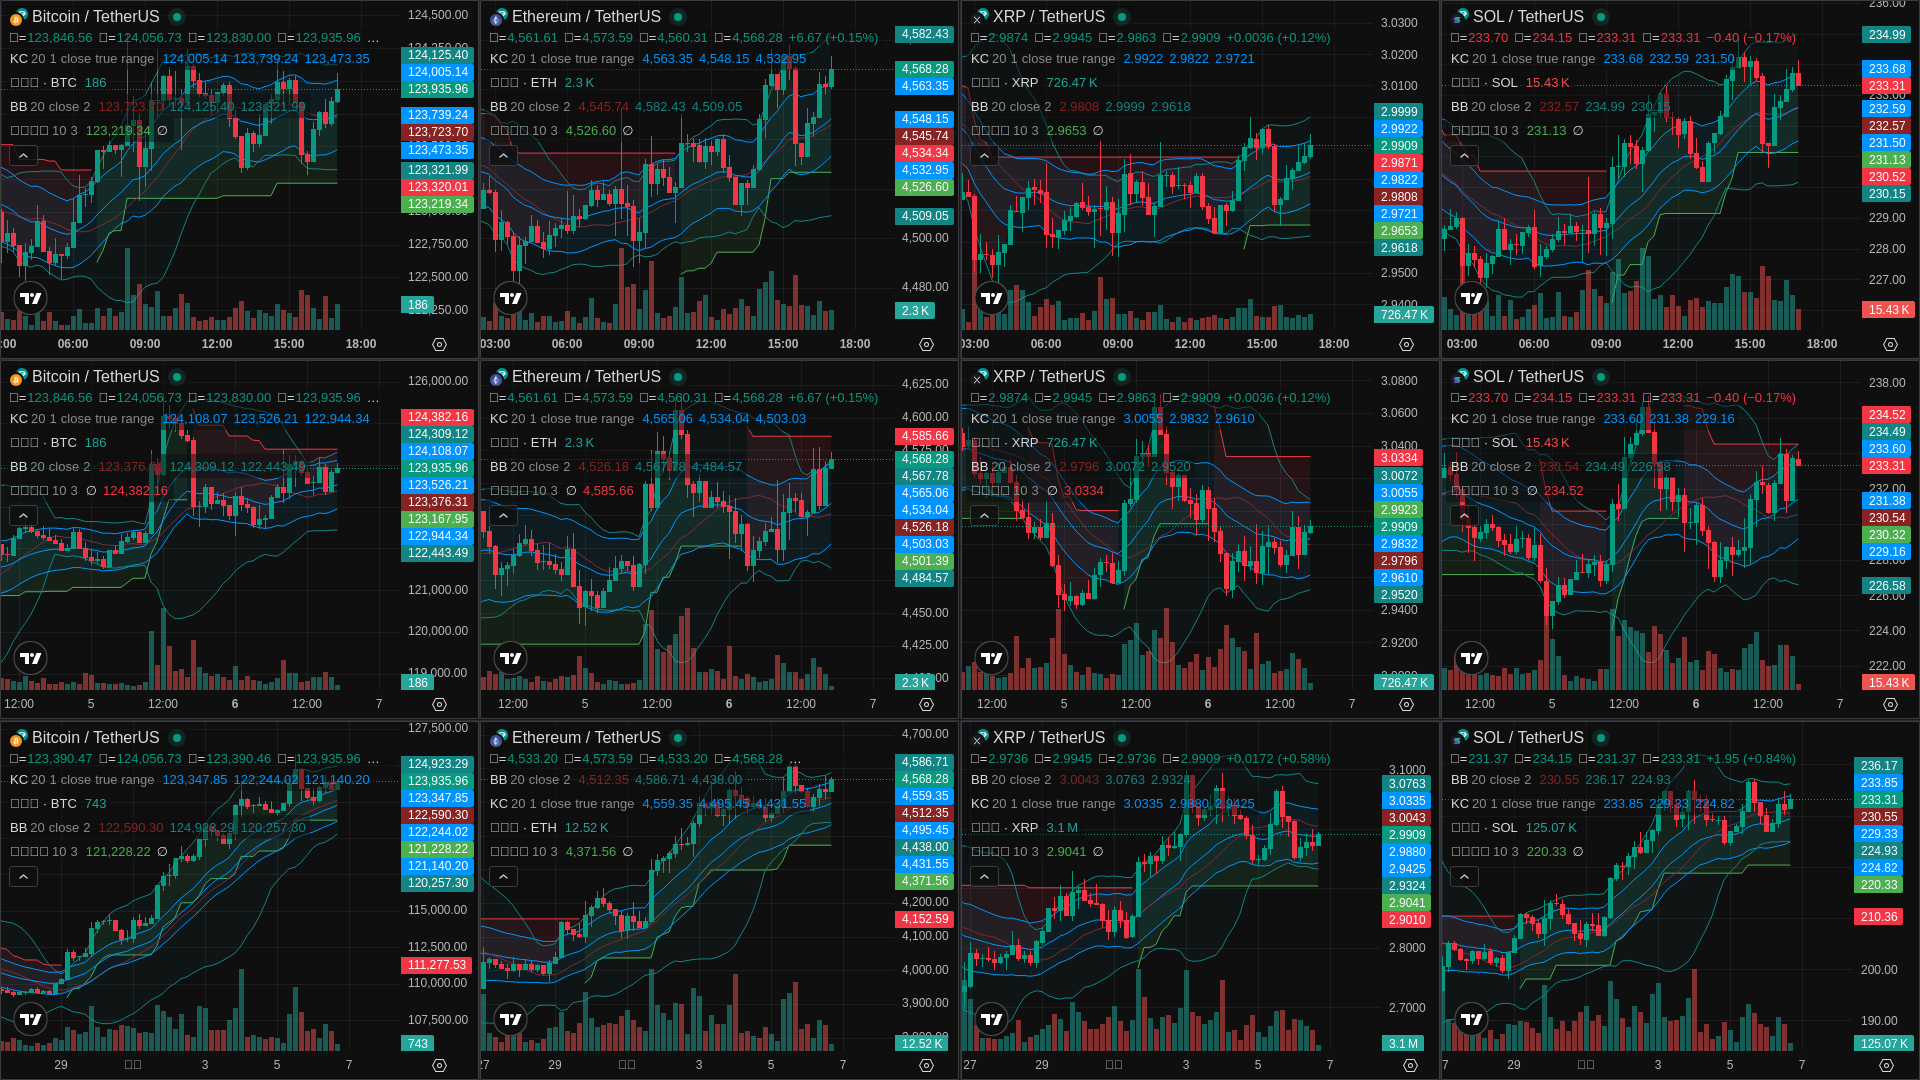 Bitcoin / TetherUS
□=123,846.56 □=124,056.73 □=123,830.00 □=123,935.96 ...
KC 20 1 close true range 124,005.14 123,739.24 123,473.35
□□□ · BTC 186
BB 20 close 2 123,723.70 124,125.40 123,321.99
□□□□ 10 3 123,219.34 ∅
124,500.00
124,125.40
124,005.14
123,935.96
123,739.24
123,723.70
123,473.35
123,321.99
123,320.01
123,219.34
122,750.00
122,500.00
186
06:00 09:00 12:00 15:00 18:00
Ethereum / TetherUS
□=4,561.61 □=4,573.59 □=4,560.31 □=4,568.28 +6.67 (+0.15%)
KC 20 1 close true range 4,563.35 4,548.15 4,532.95
□□□ · ETH 2.3 K
BB 20 close 2 4,545.74 4,582.43 4,509.05
□□□□ 10 3 4,526.60 ∅
4,582.43
4,568.28
4,563.35
4,548.15
4,545.74
4,534.34
4,532.95
4,526.60
4,509.05
4,500.00
4,480.00
2.3 K
03:00 06:00 09:00 12:00 15:00 18:00
XRP / TetherUS
□=2.9874 □=2.9945 □=2.9863 □=2.9909 +0.0036 (+0.12%)
KC 20 1 close true range 2.9922 2.9822 2.9721
□□□ · XRP 726.47 K
BB 20 close 2 2.9808 2.9999 2.9618
□□□□ 10 3 2.9653 ∅
3.0300
3.0200
3.0100
2.9999
2.9922
2.9909
2.9871
2.9822
2.9808
2.9721
2.9653
2.9618
2.9500
2.9400
726.47 K
03:00 06:00 09:00 12:00 15:00 18:00
SOL / TetherUS
□=233.70 □=234.15 □=233.31 □=233.31 −0.40 (−0.17%)
KC 20 1 close true range 233.68 232.59 231.50
□□□ · SOL 15.43 K
BB 20 close 2 232.57 234.99 230.15
□□□□ 10 3 231.13 ∅
236.00
234.99
233.68
233.31
232.59
232.57
231.50
231.13
230.52
230.15
229.00
228.00
227.00
15.43 K
03:00 06:00 09:00 12:00 15:00 18:00
Bitcoin / TetherUS
□=123,846.56 □=124,056.73 □=123,830.00 □=123,935.96 ...
KC 20 1 close true range 124,108.07 123,526.21 122,944.34
□□□ · BTC 186
BB 20 close 2 123,376.31 124,309.12 122,443.49
□□□□ 10 3 ∅ 124,382.16
126,000.00
124,382.16
124,309.12
124,108.07
123,935.96
123,526.21
123,376.31
123,167.95
122,944.34
122,443.49
121,000.00
120,000.00
119,000.00
186
12:00 5 12:00 6 12:00 7
Ethereum / TetherUS
□=4,561.61 □=4,573.59 □=4,560.31 □=4,568.28 +6.67 (+0.15%)
KC 20 1 close true range 4,565.06 4,534.04 4,503.03
□□□ · ETH 2.3 K
BB 20 close 2 4,526.18 4,567.78 4,484.57
□□□□ 10 3 ∅ 4,585.66
4,625.00
4,600.00
4,585.66
4,568.28
4,567.78
4,565.06
4,534.04
4,526.18
4,503.03
4,501.39
4,484.57
4,450.00
4,425.00
2.3 K
12:00 5 12:00 6 12:00 7
XRP / TetherUS
□=2.9874 □=2.9945 □=2.9863 □=2.9909 +0.0036 (+0.12%)
KC 20 1 close true range 3.0055 2.9832 2.9610
□□□ · XRP 726.47 K
BB 20 close 2 2.9796 3.0072 2.9520
□□□□ 10 3 ∅ 3.0334
3.0800
3.0600
3.0400
3.0334
3.0072
3.0055
2.9923
2.9909
2.9832
2.9796
2.9610
2.9520
2.9400
2.9200
726.47 K
12:00 5 12:00 6 12:00 7
SOL / TetherUS
□=233.70 □=234.15 □=233.31 □=233.31 −0.40 (−0.17%)
KC 20 1 close true range 233.60 231.38 229.16
□□□ · SOL 15.43 K
BB 20 close 2 230.54 234.49 226.58
□□□□ 10 3 ∅ 234.52
238.00
234.52
234.49
233.60
233.31
232.00
231.38
230.54
230.32
229.16
226.58
226.00
224.00
222.00
15.43 K
12:00 5 12:00 6 12:00 7
Bitcoin / TetherUS
□=123,390.47 □=124,056.73 □=123,390.46 □=123,935.96 ...
KC 20 1 close true range 123,347.85 122,244.02 121,140.20
□□□ · BTC 743
BB 20 close 2 122,590.30 124,923.29 120,257.30
□□□□ 10 3 121,228.22 ∅
127,500.00
124,923.29
123,935.96
123,347.85
122,590.30
122,244.02
121,228.22
121,140.20
120,257.30
115,000.00
112,500.00
111,277.53
110,000.00
107,500.00
743
29 □□ 3 5 7
Ethereum / TetherUS
□=4,533.20 □=4,573.59 □=4,533.20 □=4,568.28 ...
BB 20 close 2 4,512.35 4,586.71 4,438.00
KC 20 1 close true range 4,559.35 4,495.45 4,431.55
□□□ · ETH 12.52 K
□□□□ 10 3 4,371.56 ∅
4,700.00
4,586.71
4,568.28
4,559.35
4,512.35
4,495.45
4,438.00
4,431.55
4,371.56
4,200.00
4,152.59
4,100.00
4,000.00
3,900.00
12.52 K
27 29 □□ 3 5 7
XRP / TetherUS
□=2.9736 □=2.9945 □=2.9736 □=2.9909 +0.0172 (+0.58%)
BB 20 close 2 3.0043 3.0763 2.9324
KC 20 1 close true range 3.0335 2.9880 2.9425
□□□ · XRP 3.1 M
□□□□ 10 3 2.9041 ∅
3.1000
3.0763
3.0335
3.0043
2.9909
2.9880
2.9425
2.9324
2.9041
2.9010
2.8000
2.7000
3.1 M
27 29 □□ 3 5 7
SOL / TetherUS
□=231.37 □=234.15 □=231.37 □=233.31 +1.95 (+0.84%)
BB 20 close 2 230.55 236.17 224.93
KC 20 1 close true range 233.85 229.33 224.82
□□□ · SOL 125.07 K
□□□□ 10 3 220.33 ∅
236.17
233.85
233.31
230.55
229.33
224.93
224.82
220.33
210.36
200.00
190.00
125.07 K
7 29 □□ 3 5 7